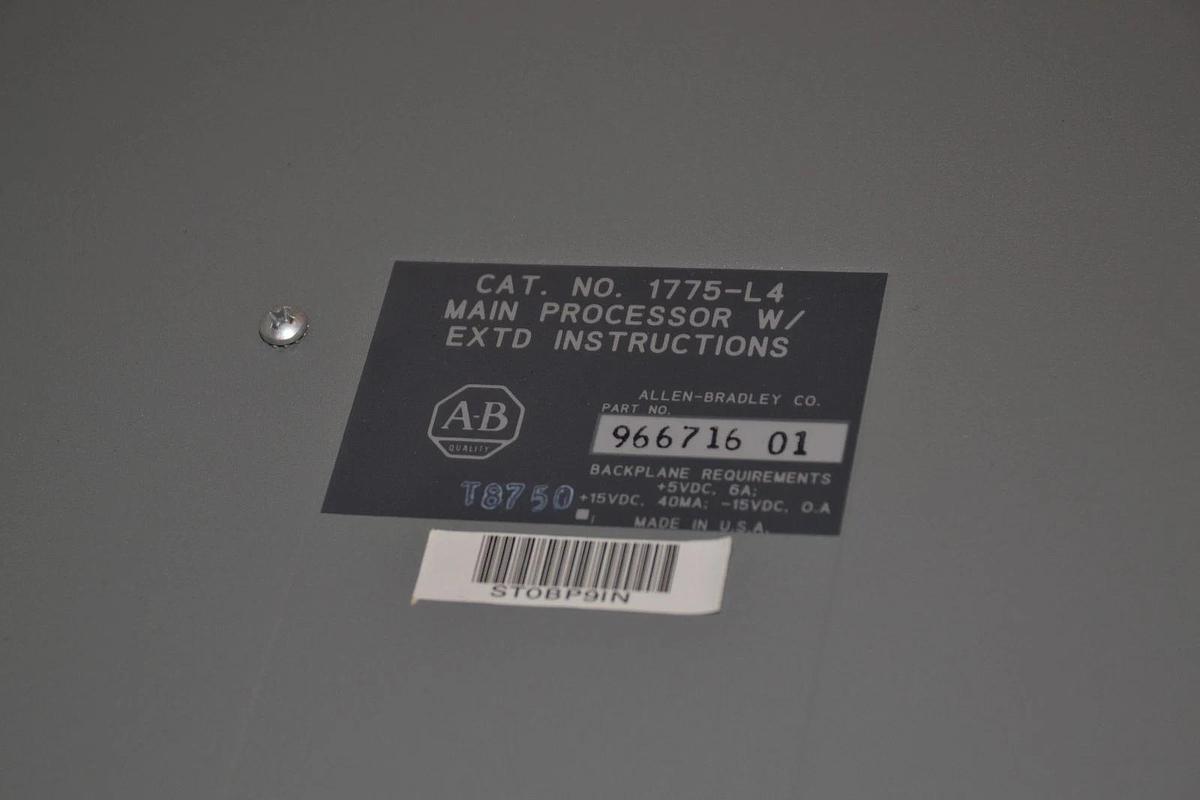 CAT. NO. 1775-L4
MAIN PROCESSOR W/
EXTD INSTRUCTIONS
A-B
QUALITY
ALLEN-BRADLEY CO.
PART NO.
966716 01
BACKPLANE REQUIREMENTS
+5VDC, 6A;
+15VDC, 40MA; -15VDC, O.A
T8750
MADE IN U.S.A.
ST0BP9IN